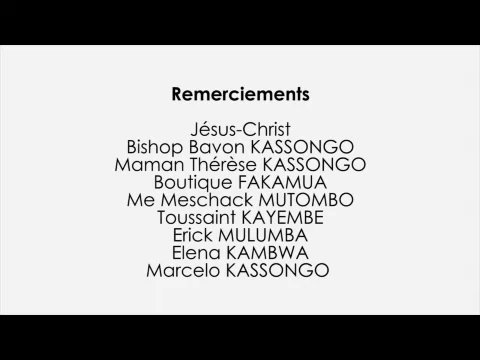 Remerciements
Jésus-Christ
Bishop Bavon KASSONGO
Maman Thérèse KASSONGO
Boutique FAKAMUA
Me Meschack MUTOMBO
Toussaint KAYEMBE
Erick MULUMBA
Elena KAMBWA
Marcelo KASSONGO